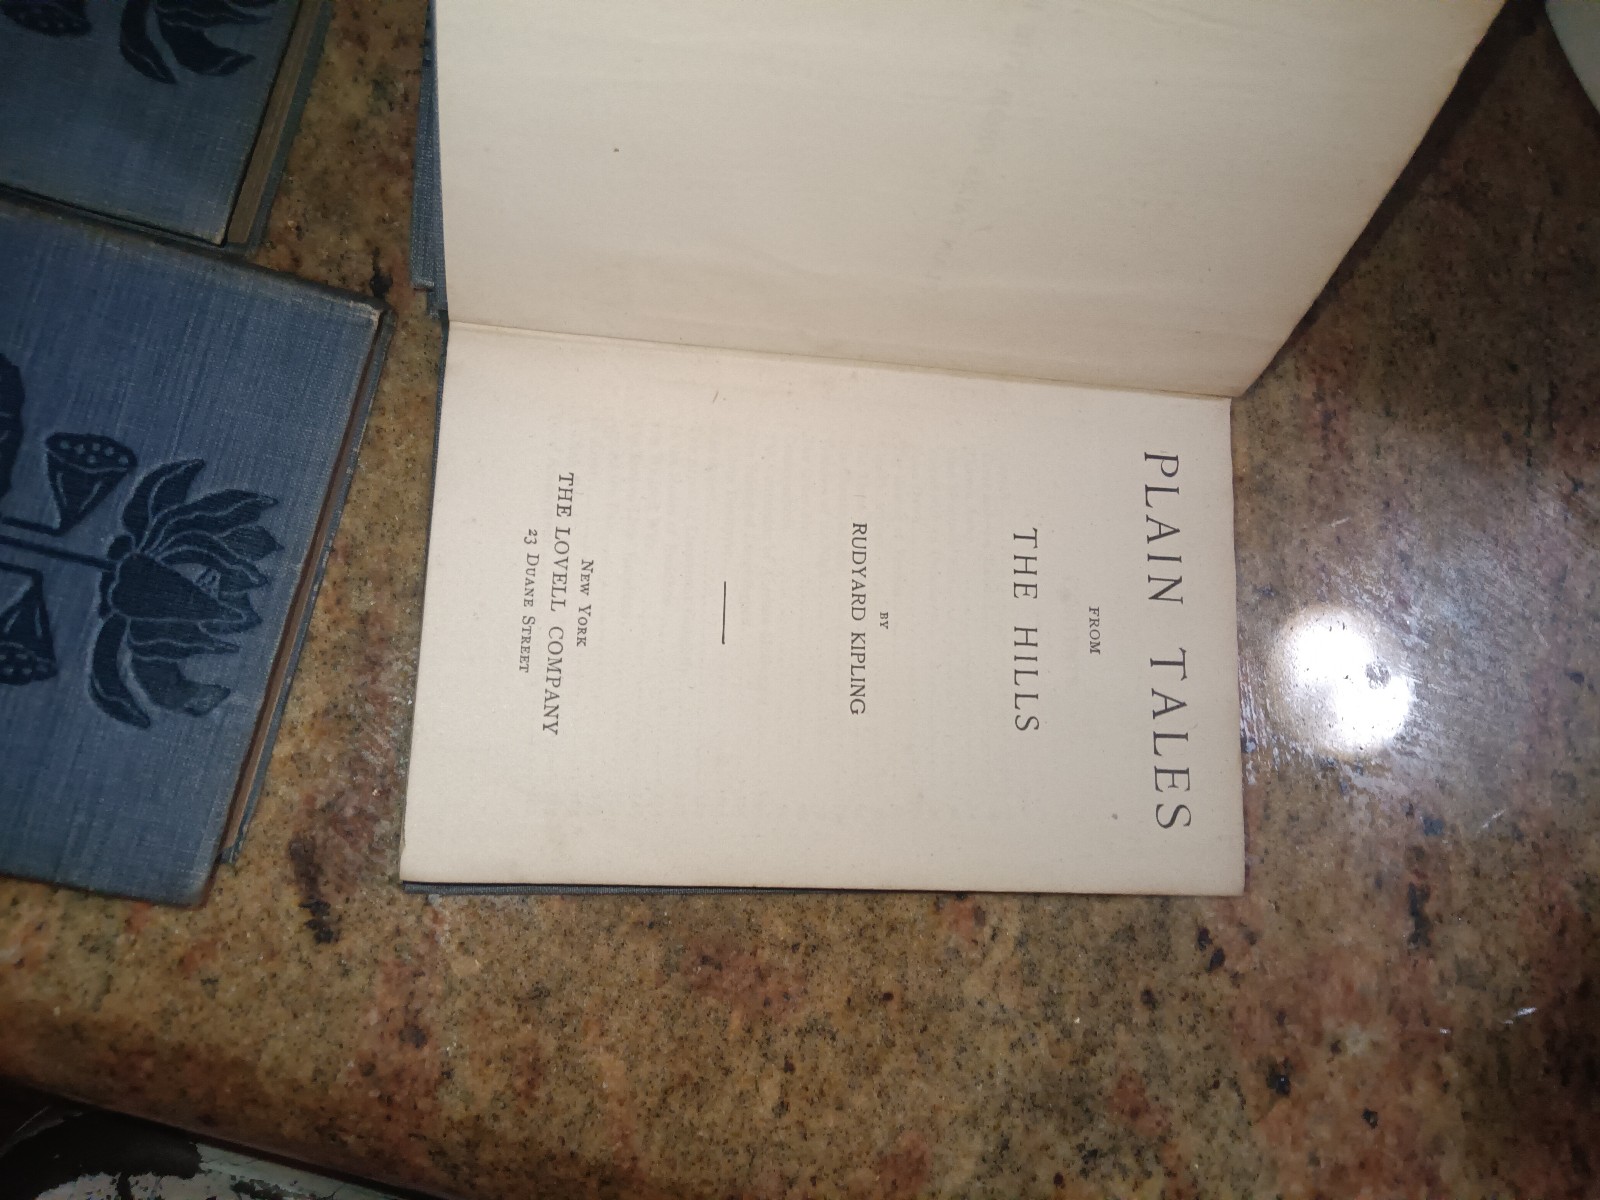 PLAIN TALES
FROM
THE HILLS
BY
RUDYARD KIPLING
NEW YORK
THE LOVELL COMPANY
23 DUANE STREET